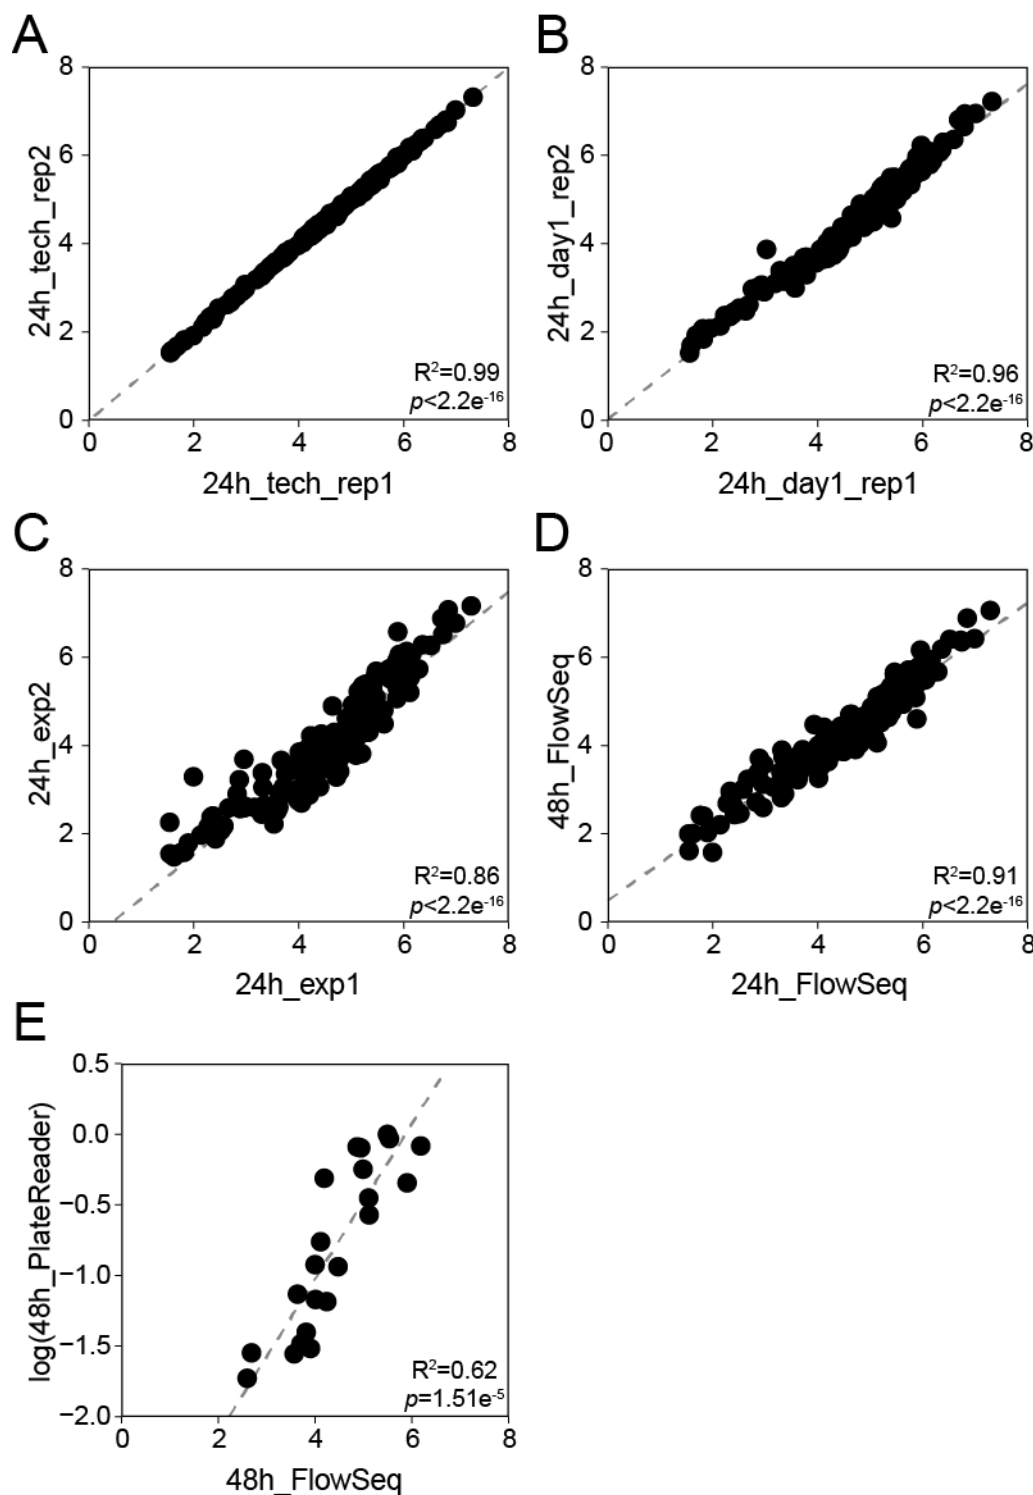 A
8
6
4
2
0
24h_tech_rep2
R²=0.99
p<2.2e⁻¹⁶
0 2 4 6 8
24h_tech_rep1
B
8
6
4
2
0
24h_day1_rep2
R²=0.96
p<2.2e⁻¹⁶
0 2 4 6 8
24h_day1_rep1
C
8
6
4
2
0
24h_exp2
R²=0.86
p<2.2e⁻¹⁶
0 2 4 6 8
24h_exp1
D
8
6
4
2
0
48h_FlowSeq
R²=0.91
p<2.2e⁻¹⁶
0 2 4 6 8
24h_FlowSeq
E
0.5
0.0
−0.5
−1.0
−1.5
−2.0
log(48h_PlateReader)
R²=0.62
p=1.51e⁻⁵
0 2 4 6 8
48h_FlowSeq